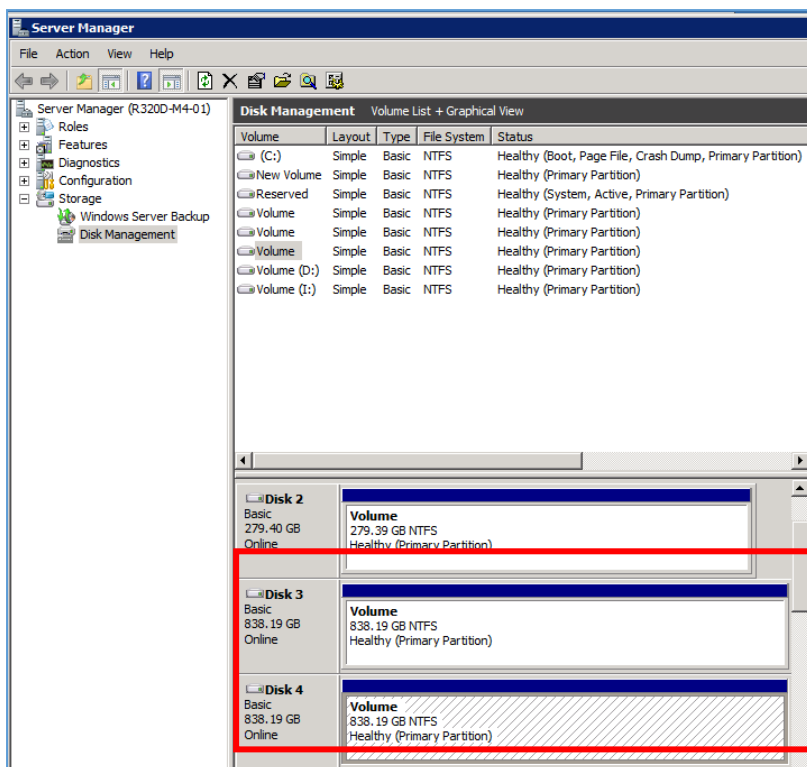 Server Manager
File Action View Help
Server Manager (R320D-M4-01)
Roles
Features
Diagnostics
Configuration
Storage
Windows Server Backup
Disk Management
Disk Management Volume List + Graphical View
Volume Layout Type File System Status
(C:) Simple Basic NTFS Healthy (Boot, Page File, Crash Dump, Primary Partition)
New Volume Simple Basic NTFS Healthy (Primary Partition)
Reserved Simple Basic NTFS Healthy (System, Active, Primary Partition)
Volume Simple Basic NTFS Healthy (Primary Partition)
Volume Simple Basic NTFS Healthy (Primary Partition)
Volume Simple Basic NTFS Healthy (Primary Partition)
Volume (D:) Simple Basic NTFS Healthy (Primary Partition)
Volume (I:) Simple Basic NTFS Healthy (Primary Partition)
Disk 2
Basic
279.40 GB
Online
Volume
279.39 GB NTFS
Healthy (Primary Partition)
Disk 3
Basic
838.19 GB
Online
Volume
838.19 GB NTFS
Healthy (Primary Partition)
Disk 4
Basic
838.19 GB
Online
Volume
838.19 GB NTFS
Healthy (Primary Partition)